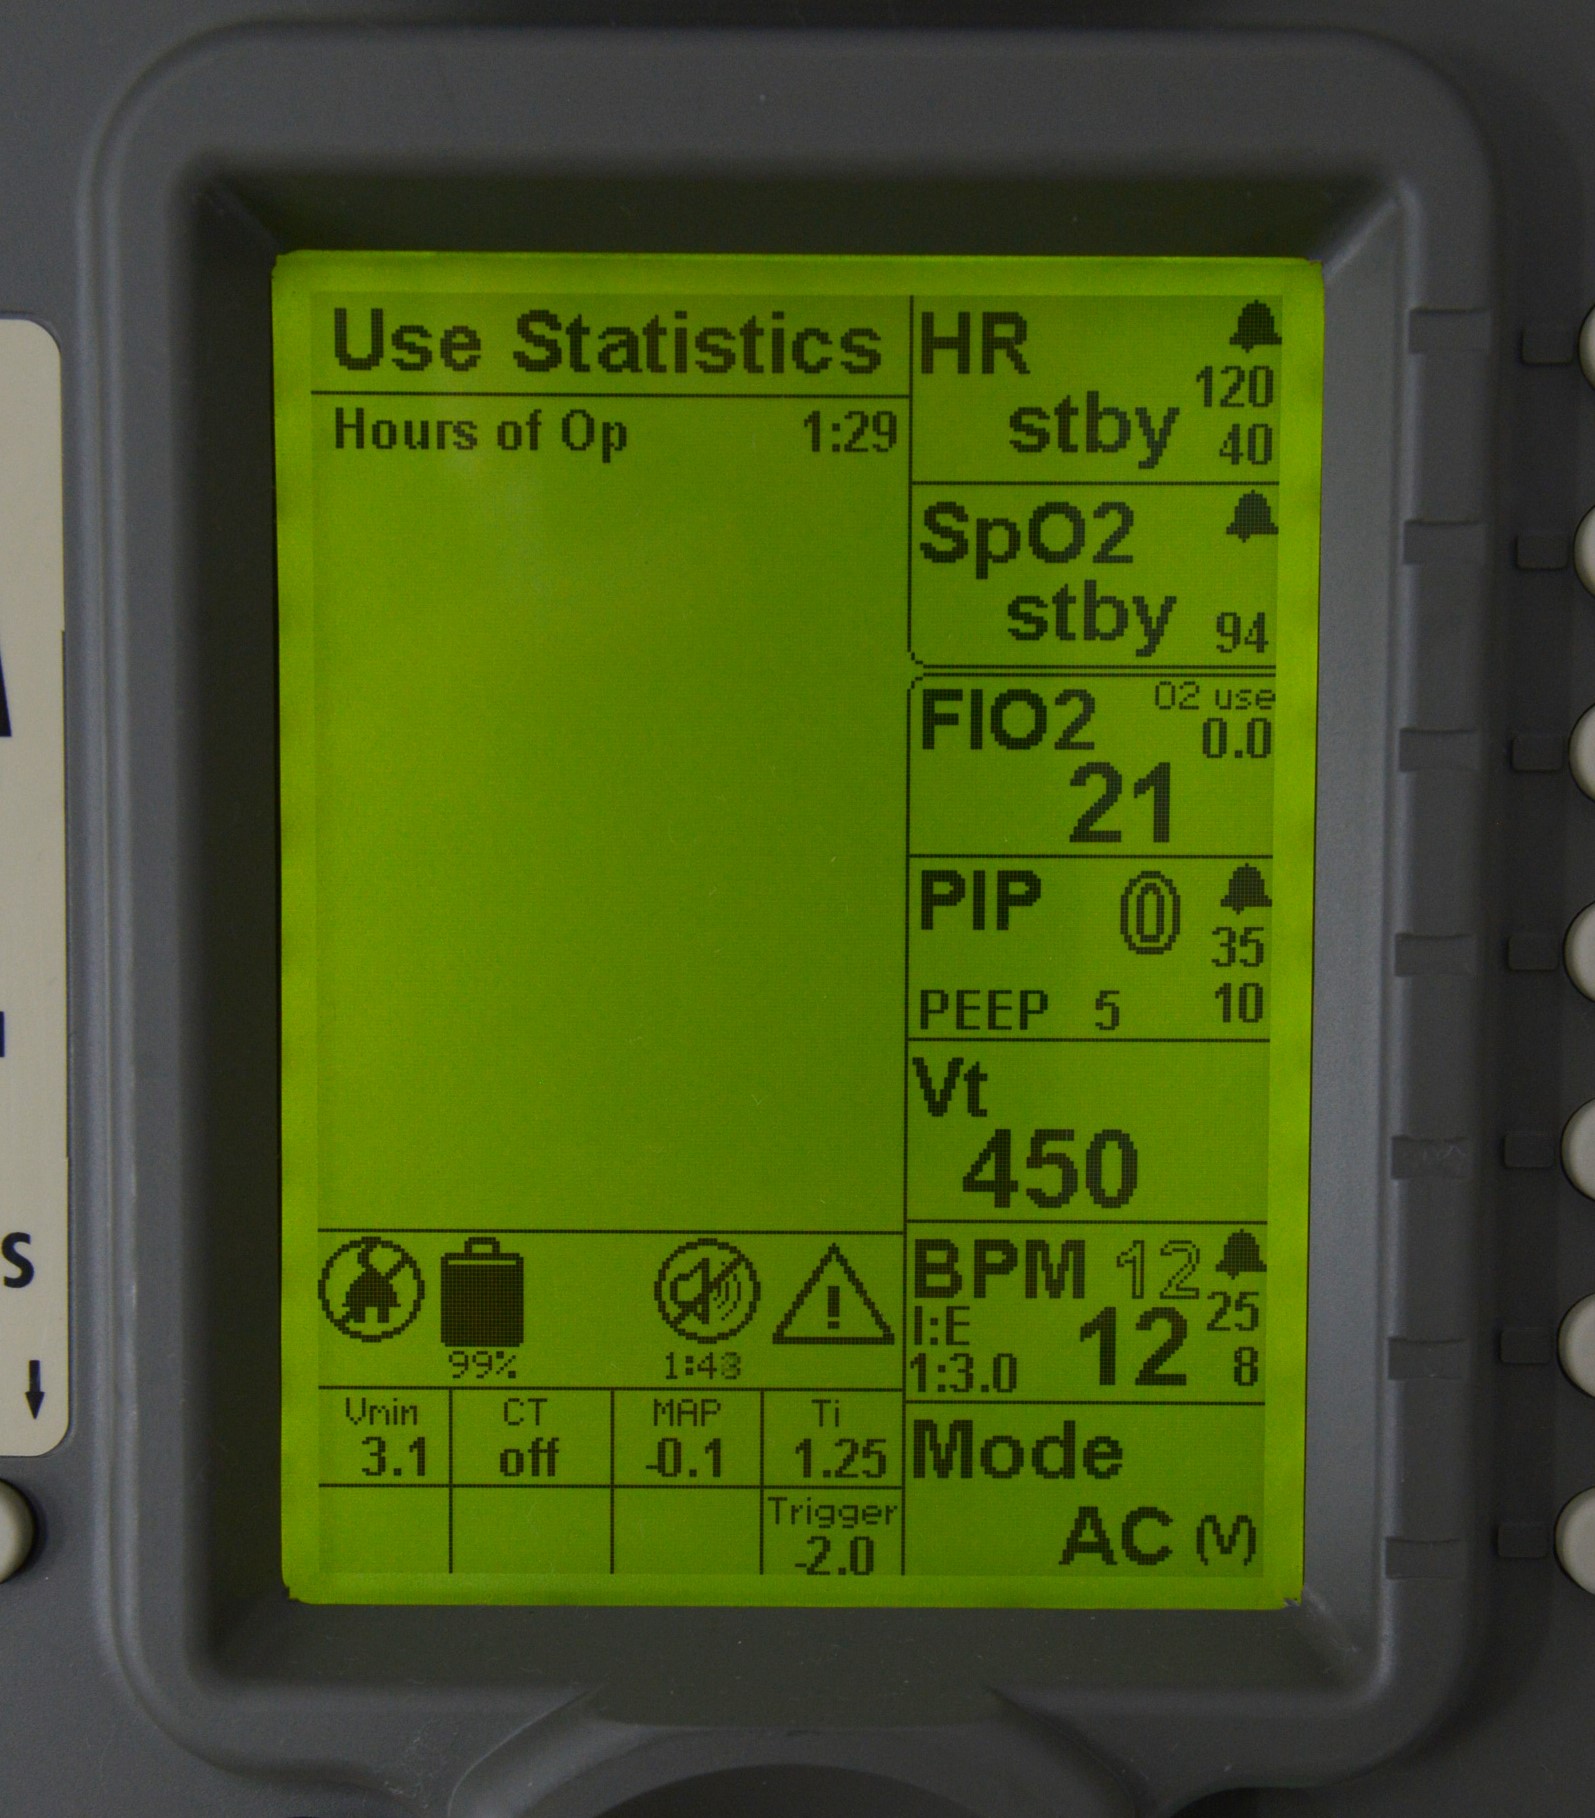 Use Statistics
Hours of Op 1:29
HR
120
stby
40
SpO2
stby
94
FIO2
O2 use
0.0
21
PIP 0
35
PEEP 5
10
Vt
450
BPM 12
25
I:E
12
1:3.0
8
Mode
AC (V)
99%
1:43
Vmin
3.1
CT
off
MAP
-0.1
Ti
1.25
Trigger
-2.0
S